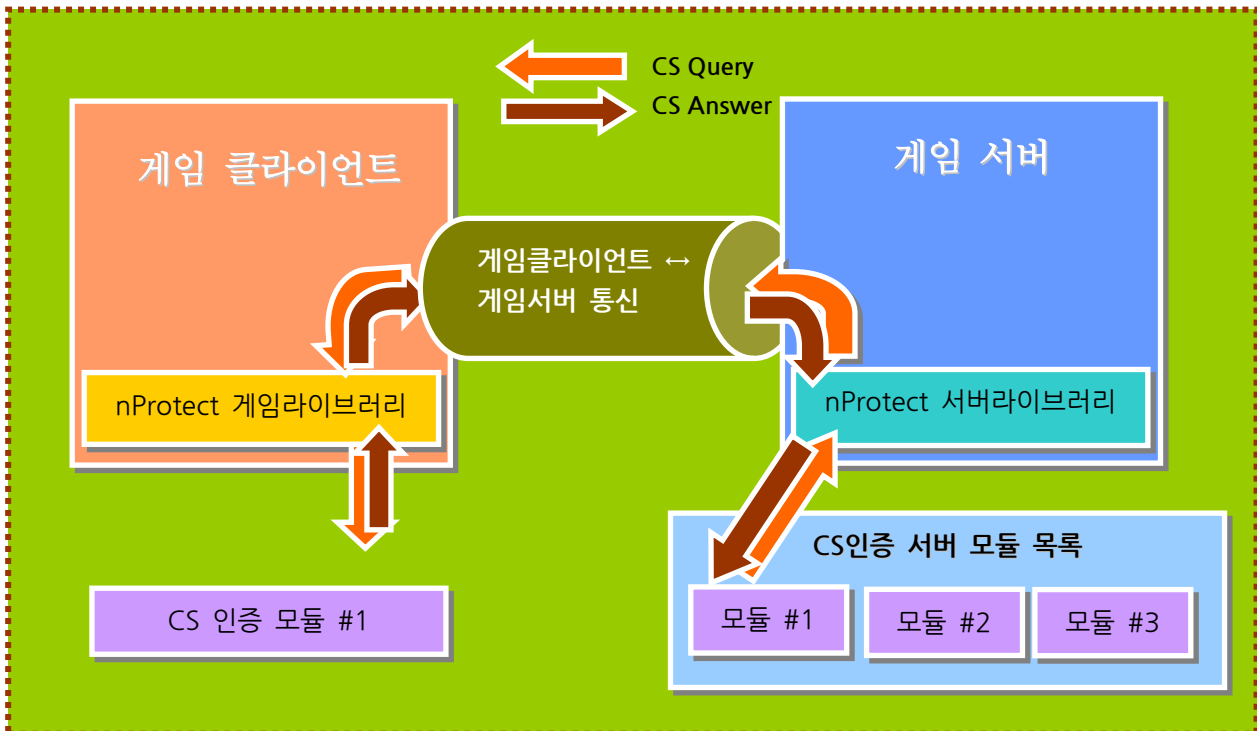 CS Query
CS Answer
게임 클라이언트
게임 서버
게임클라이언트 ↔
게임서버 통신
nProtect 게임라이브러리
nProtect 서버라이브러리
CS인증 서버 모듈 목록
CS 인증 모듈 #1
모듈 #1
모듈 #2
모듈 #3